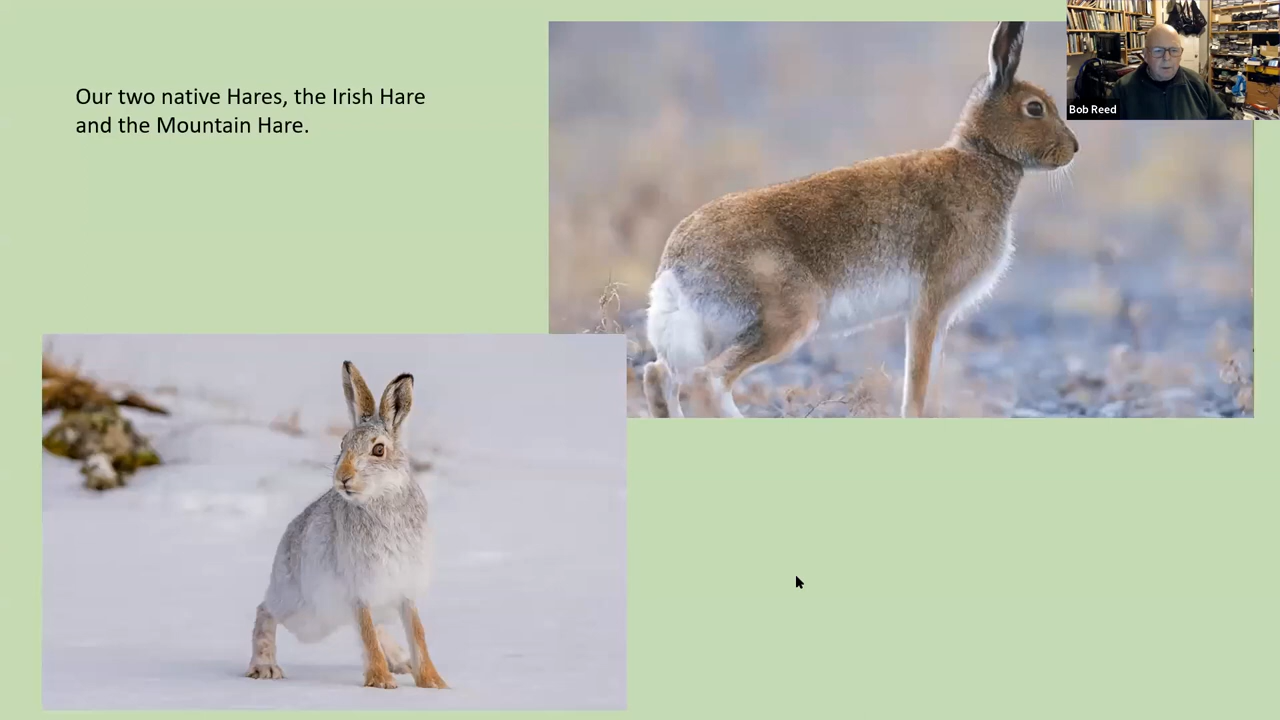 Our two native Hares, the Irish Hare
and the Mountain Hare.
Bob Reed